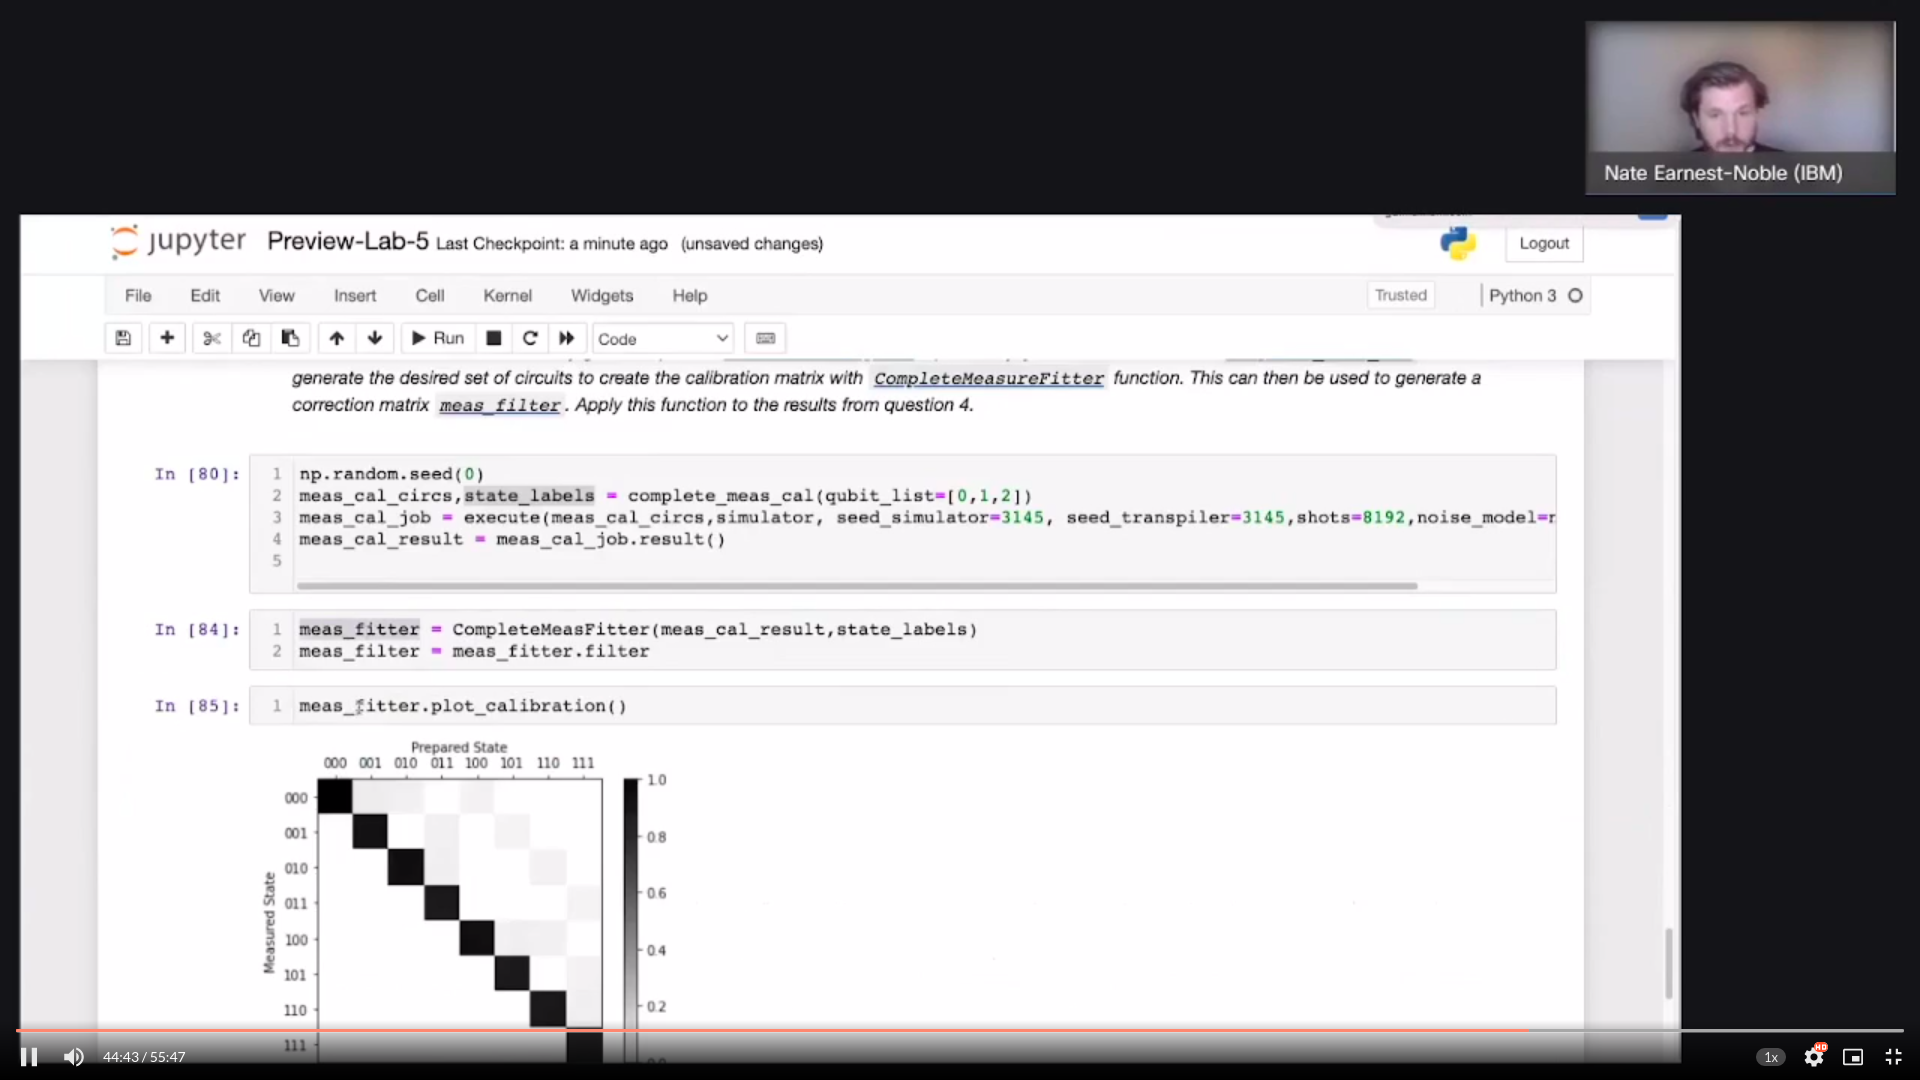 Nate Earnest-Noble (IBM)
jupyter Preview-Lab-5 Last Checkpoint: a minute ago (unsaved changes)
Logout
File Edit View Insert Cell Kernel Widgets Help
Trusted Python 3
Run Code
generate the desired set of circuits to create the calibration matrix with CompleteMeasureFitter function. This can then be used to generate a
correction matrix meas_filter. Apply this function to the results from question 4.
In [80]:
1 np.random.seed(0)
2 meas_cal_circs,state_labels = complete_meas_cal(qubit_list=[0,1,2])
3 meas_cal_job = execute(meas_cal_circs,simulator, seed_simulator=3145, seed_transpiler=3145,shots=8192,noise_model=
4 meas_cal_result = meas_cal_job.result()
5
In [84]:
1 meas_fitter = CompleteMeasFitter(meas_cal_result,state_labels)
2 meas_filter = meas_fitter.filter
In [85]:
1 meas_fitter.plot_calibration()
Prepared State
000 001 010 011 100 101 110 111
Measured State
000
001
010
011
100
101
110
111
1.0
0.8
0.6
0.4
0.2
44:43 / 55:47
1x
HD